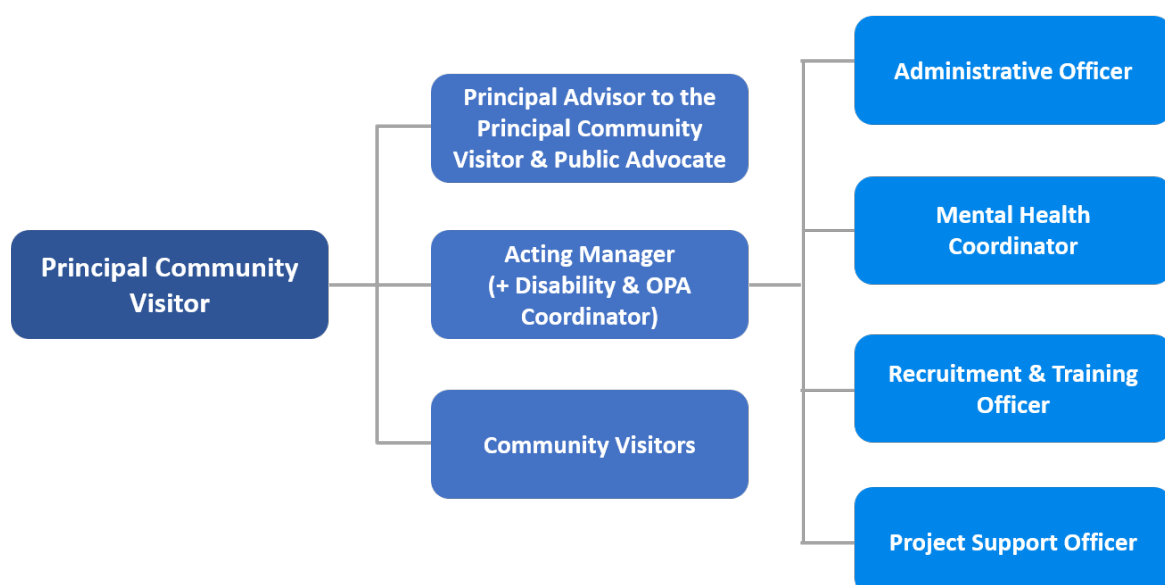 Principal Community
Visitor
Principal Advisor to the
Principal Community
Visitor & Public Advocate
Acting Manager
(+ Disability & OPA
Coordinator)
Community Visitors
Administrative Officer
Mental Health
Coordinator
Recruitment & Training
Officer
Project Support Officer